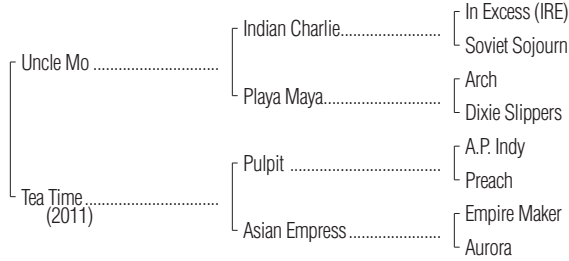 In Excess (IRE)
Indian Charlie
Soviet Sojourn
Uncle Mo
Arch
Playa Maya
Dixie Slippers
A.P. Indy
Pulpit
Preach
Tea Time
(2011)
Empire Maker
Asian Empress
Aurora